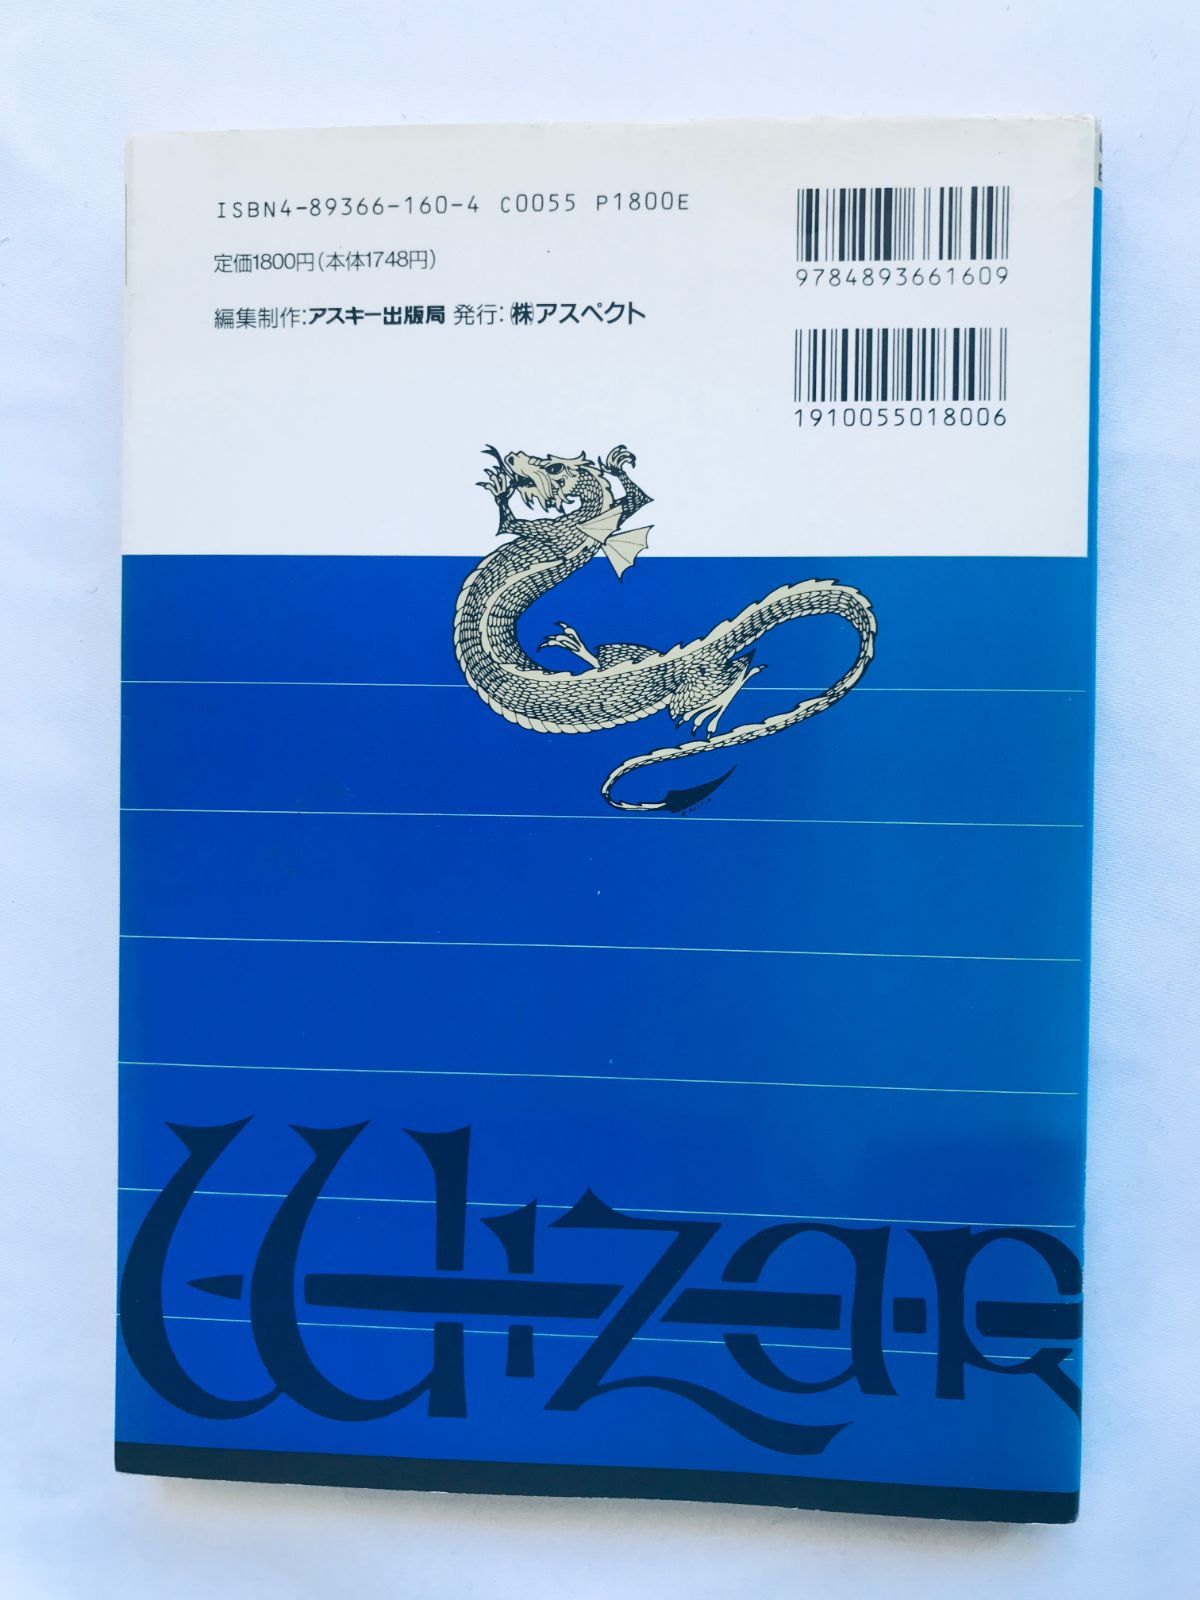 ISBN4-89366-160-4 C0055 P1800E
定価1800円(本体1748円)
編集制作:アスキー出版局 発行:㈱アスペクト
9784893661609
1910055018006
Wizar